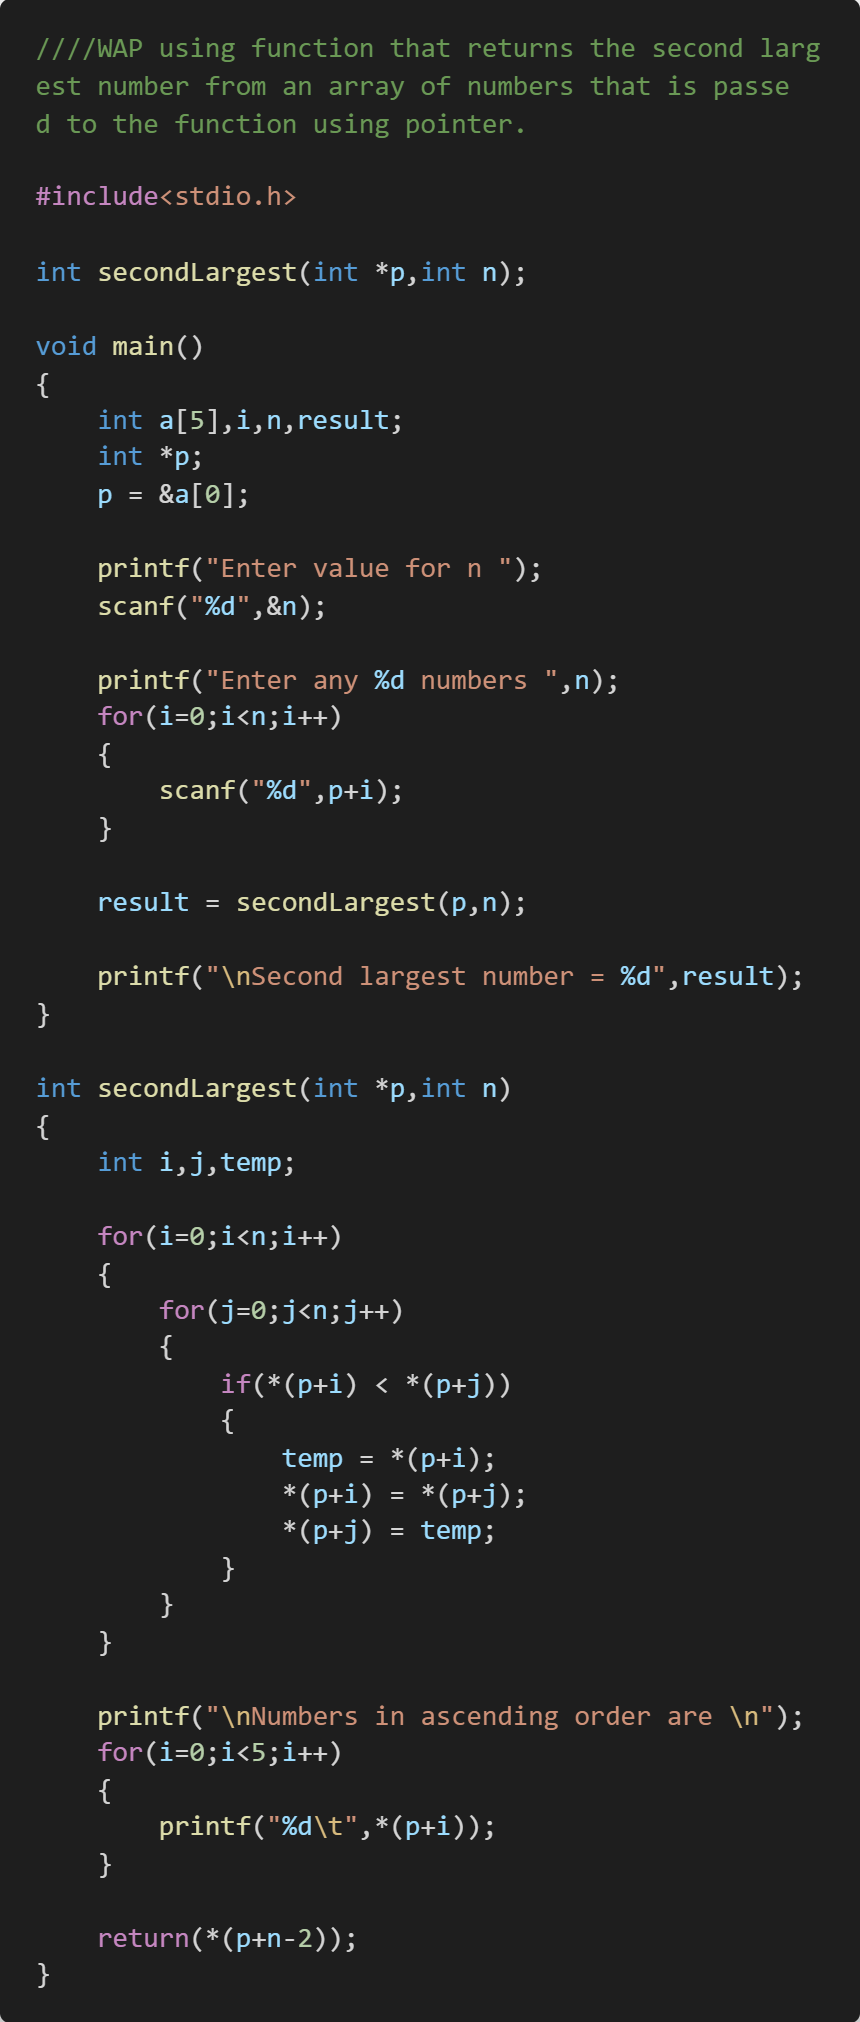 ////WAP using function that returns the second larg
est number from an array of numbers that is passe
d to the function using pointer.

#include<stdio.h>

int secondLargest(int *p,int n);

void main()
{
    int a[5],i,n,result;
    int *p;
    p = &a[0];

    printf("Enter value for n ");
    scanf("%d",&n);

    printf("Enter any %d numbers ",n);
    for(i=0;i<n;i++)
    {
        scanf("%d",p+i);
    }

    result = secondLargest(p,n);

    printf("\nSecond largest number = %d",result);
}

int secondLargest(int *p,int n)
{
    int i,j,temp;

    for(i=0;i<n;i++)
    {
        for(j=0;j<n;j++)
        {
            if(*(p+i) < *(p+j))
            {
                temp = *(p+i);
                *(p+i) = *(p+j);
                *(p+j) = temp;
            }
        }
    }

    printf("\nNumbers in ascending order are \n");
    for(i=0;i<5;i++)
    {
        printf("%d\t",*(p+i));
    }

    return(*(p+n-2));
}